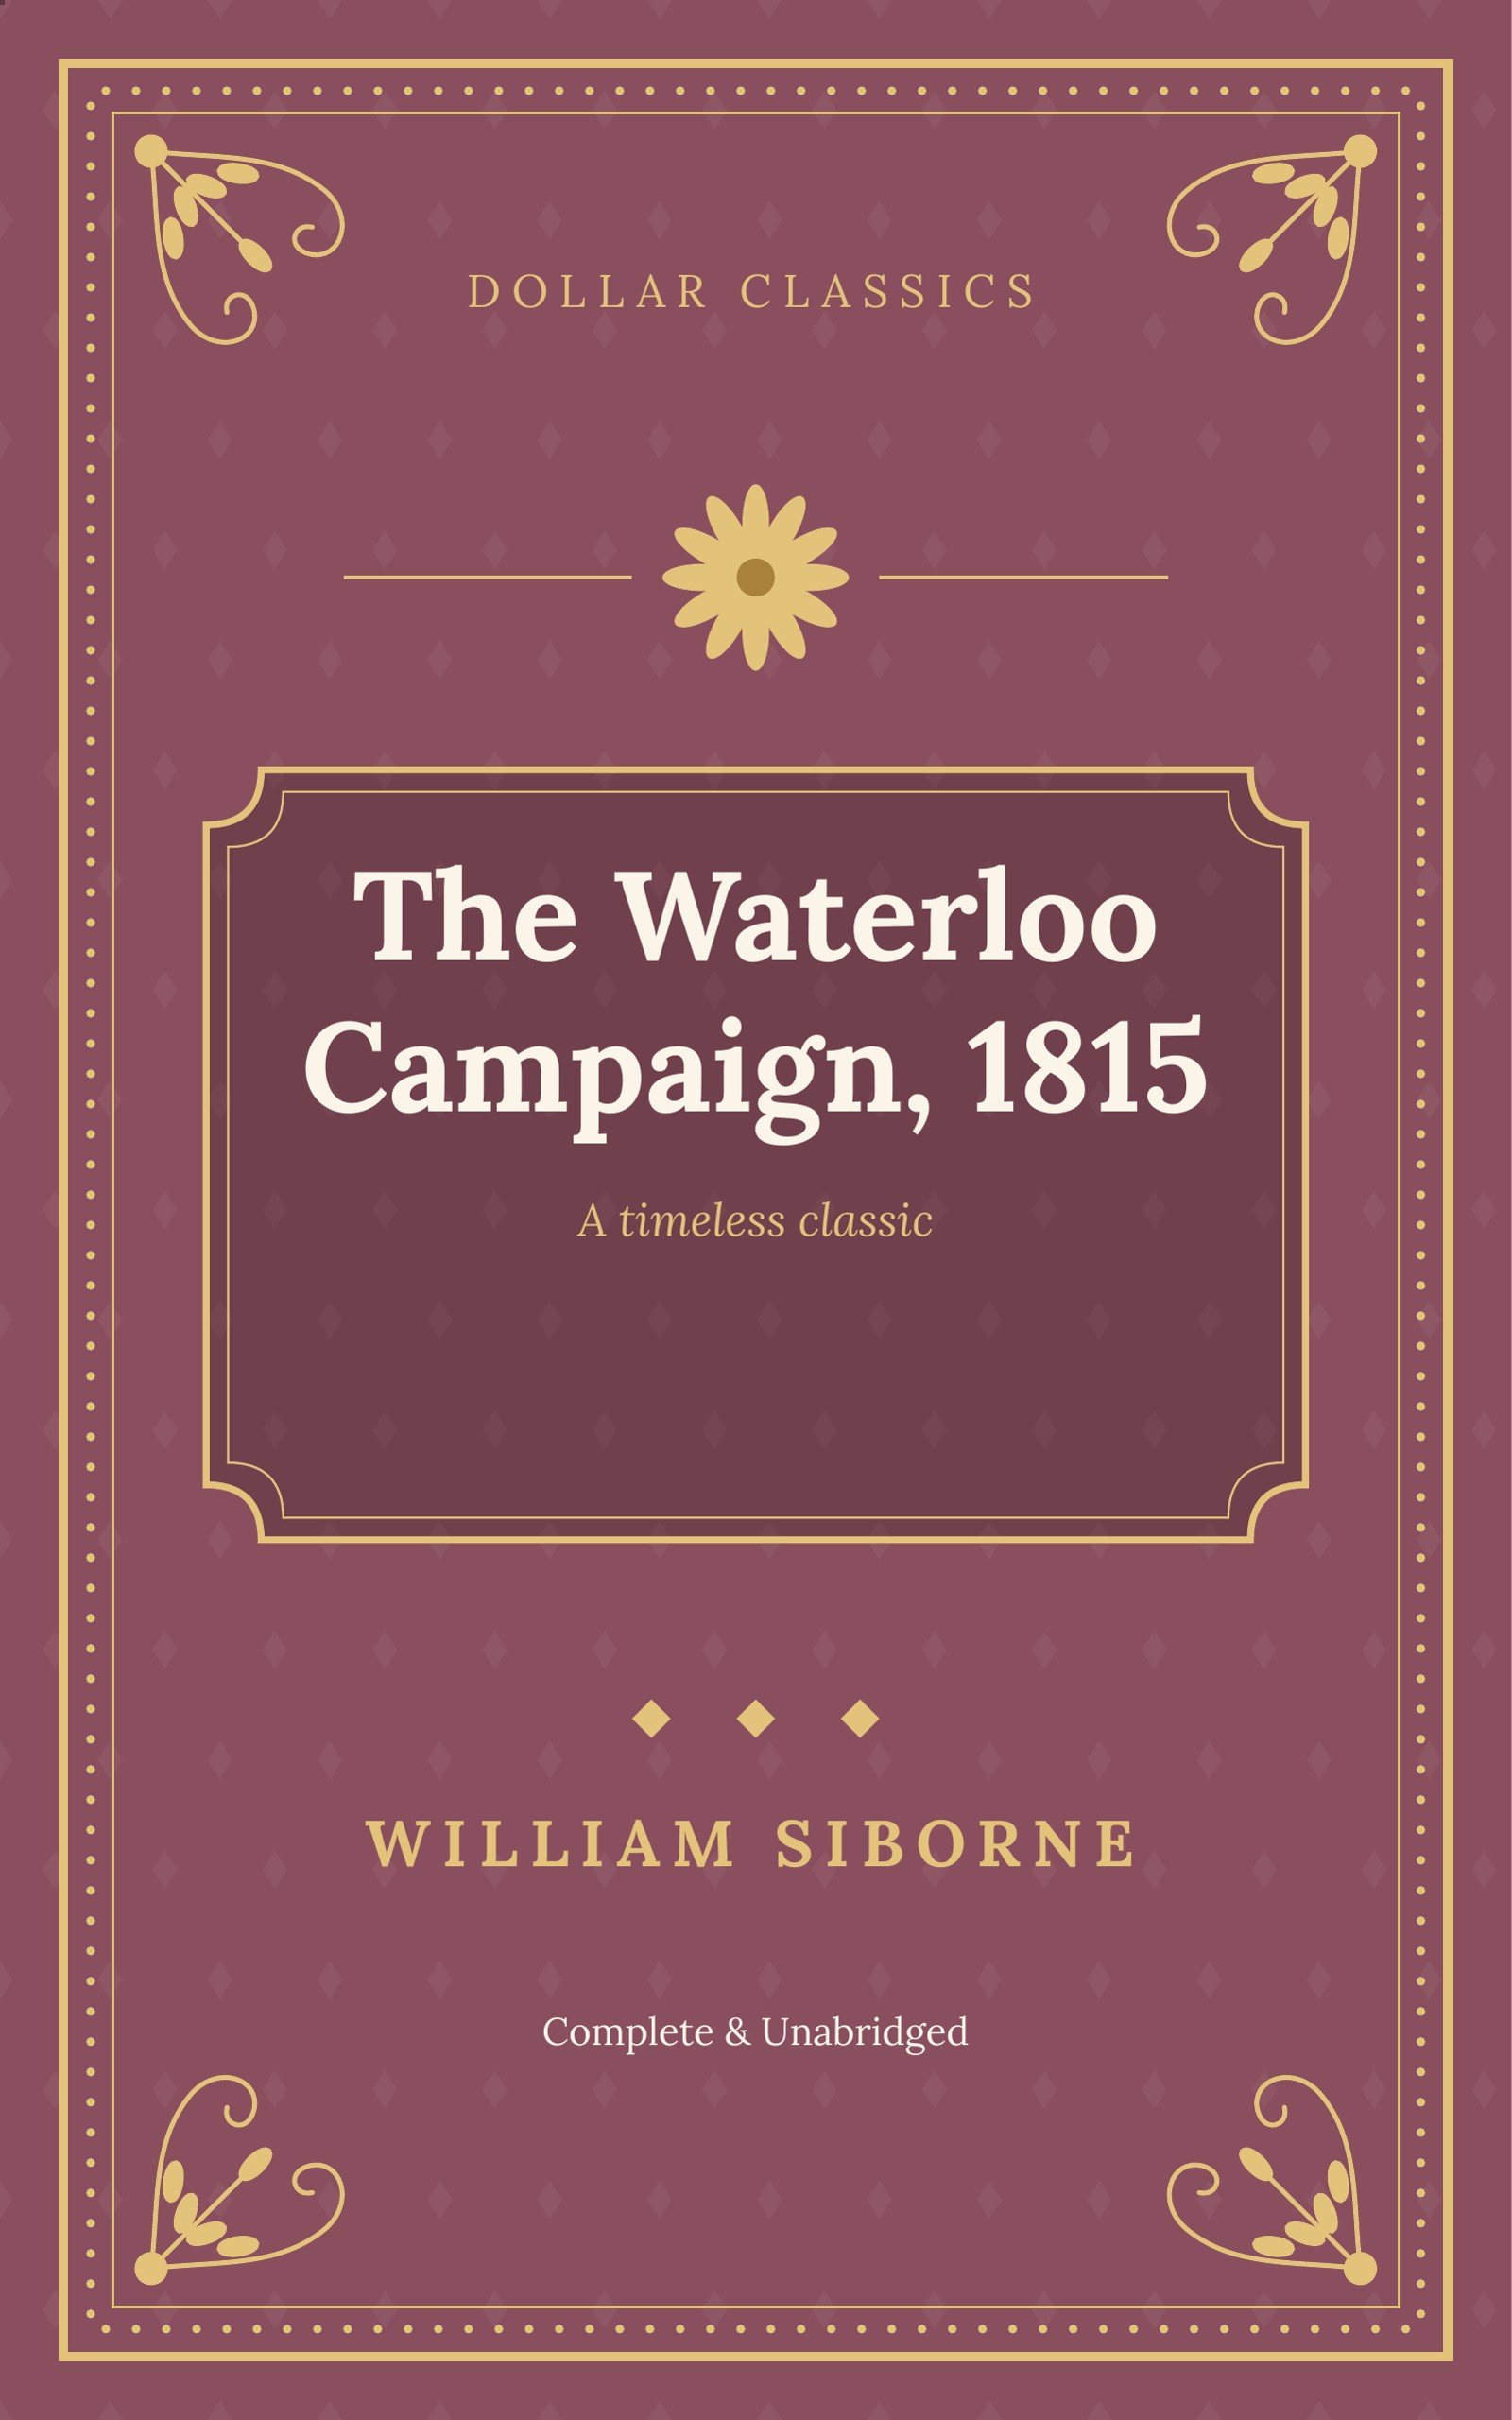 DOLLAR CLASSICS
The Waterloo
Campaign, 1815
A timeless classic
WILLIAM SIBORNE
Complete & Unabridged